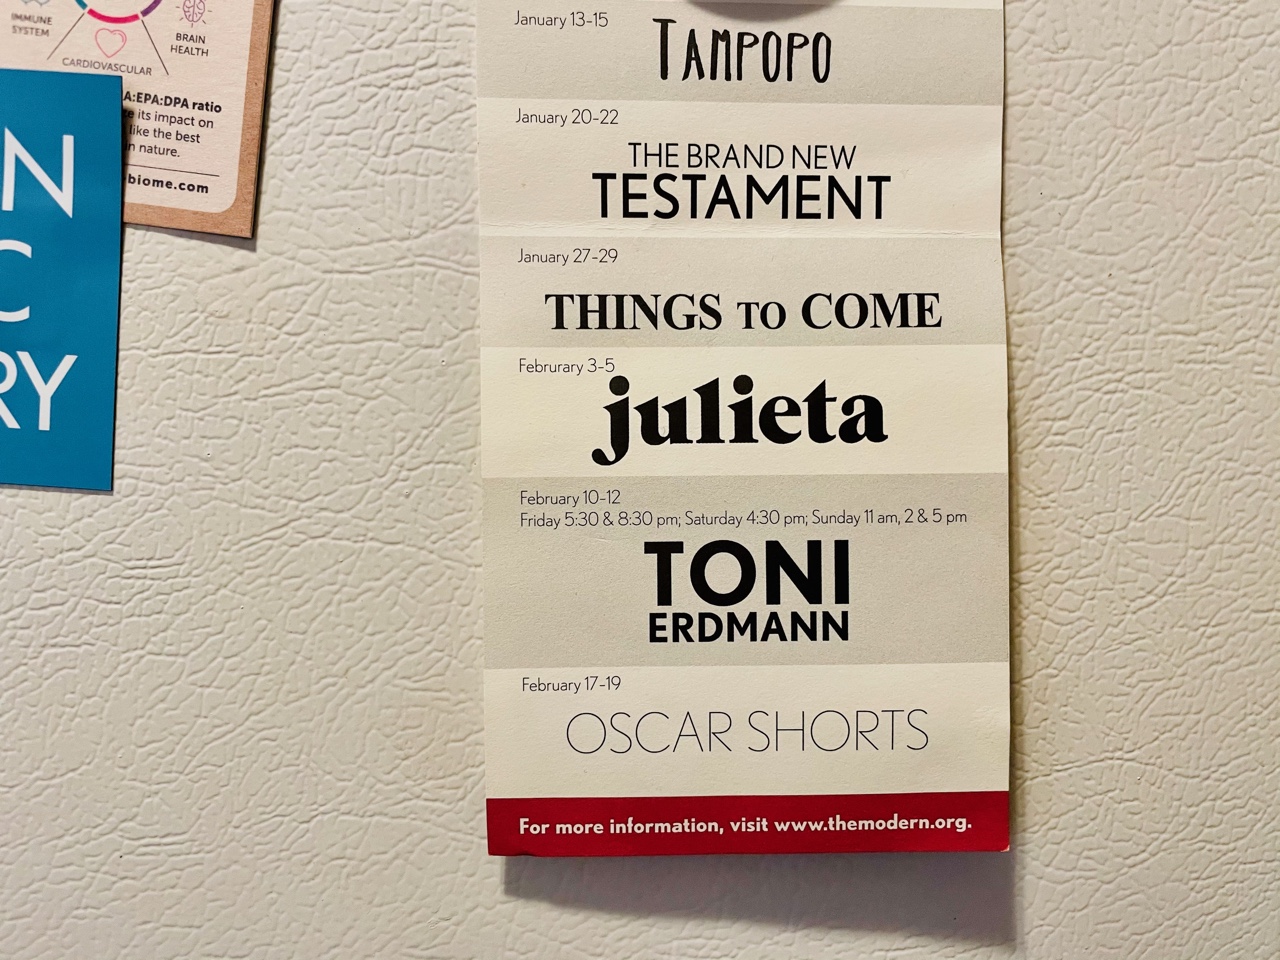 IMMUNE
SYSTEM
BRAIN
HEALTH
CARDIOVASCULAR
A:EPA:DPA ratio
its impact on
like the best
in nature.
biome.com
N
C
RY
January 13-15
TAMPOPO
January 20-22
THE BRAND NEW
TESTAMENT
January 27-29
THINGS TO COME
Februrary 3-5
julieta
February 10-12
Friday 5:30 & 8:30 pm; Saturday 4:30 pm; Sunday 11 am, 2 & 5 pm
TONI
ERDMANN
February 17-19
OSCAR SHORTS
For more information, visit www.themodern.org.